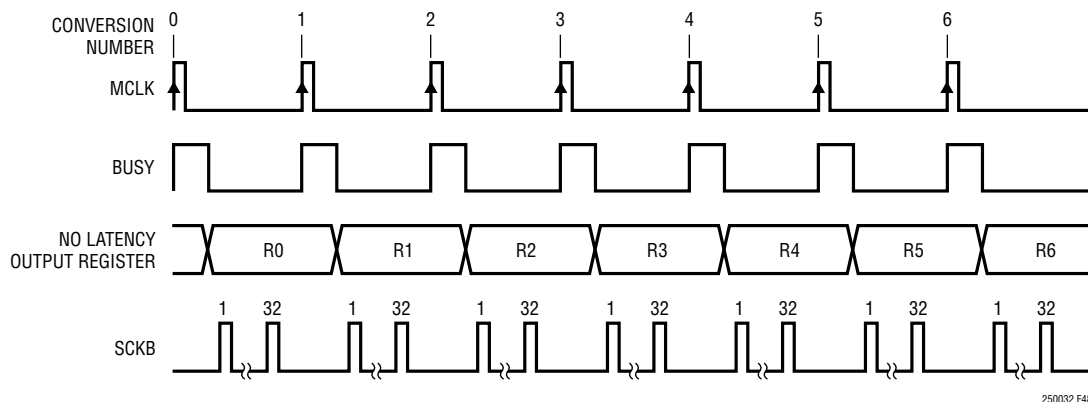 CONVERSION
NUMBER
0 1 2 3 4 5 6
MCLK
BUSY
NO LATENCY
OUTPUT REGISTER
R0 R1 R2 R3 R4 R5 R6
1 32 1 32 1 32 1 32 1 32 1 32 1 32
SCKB